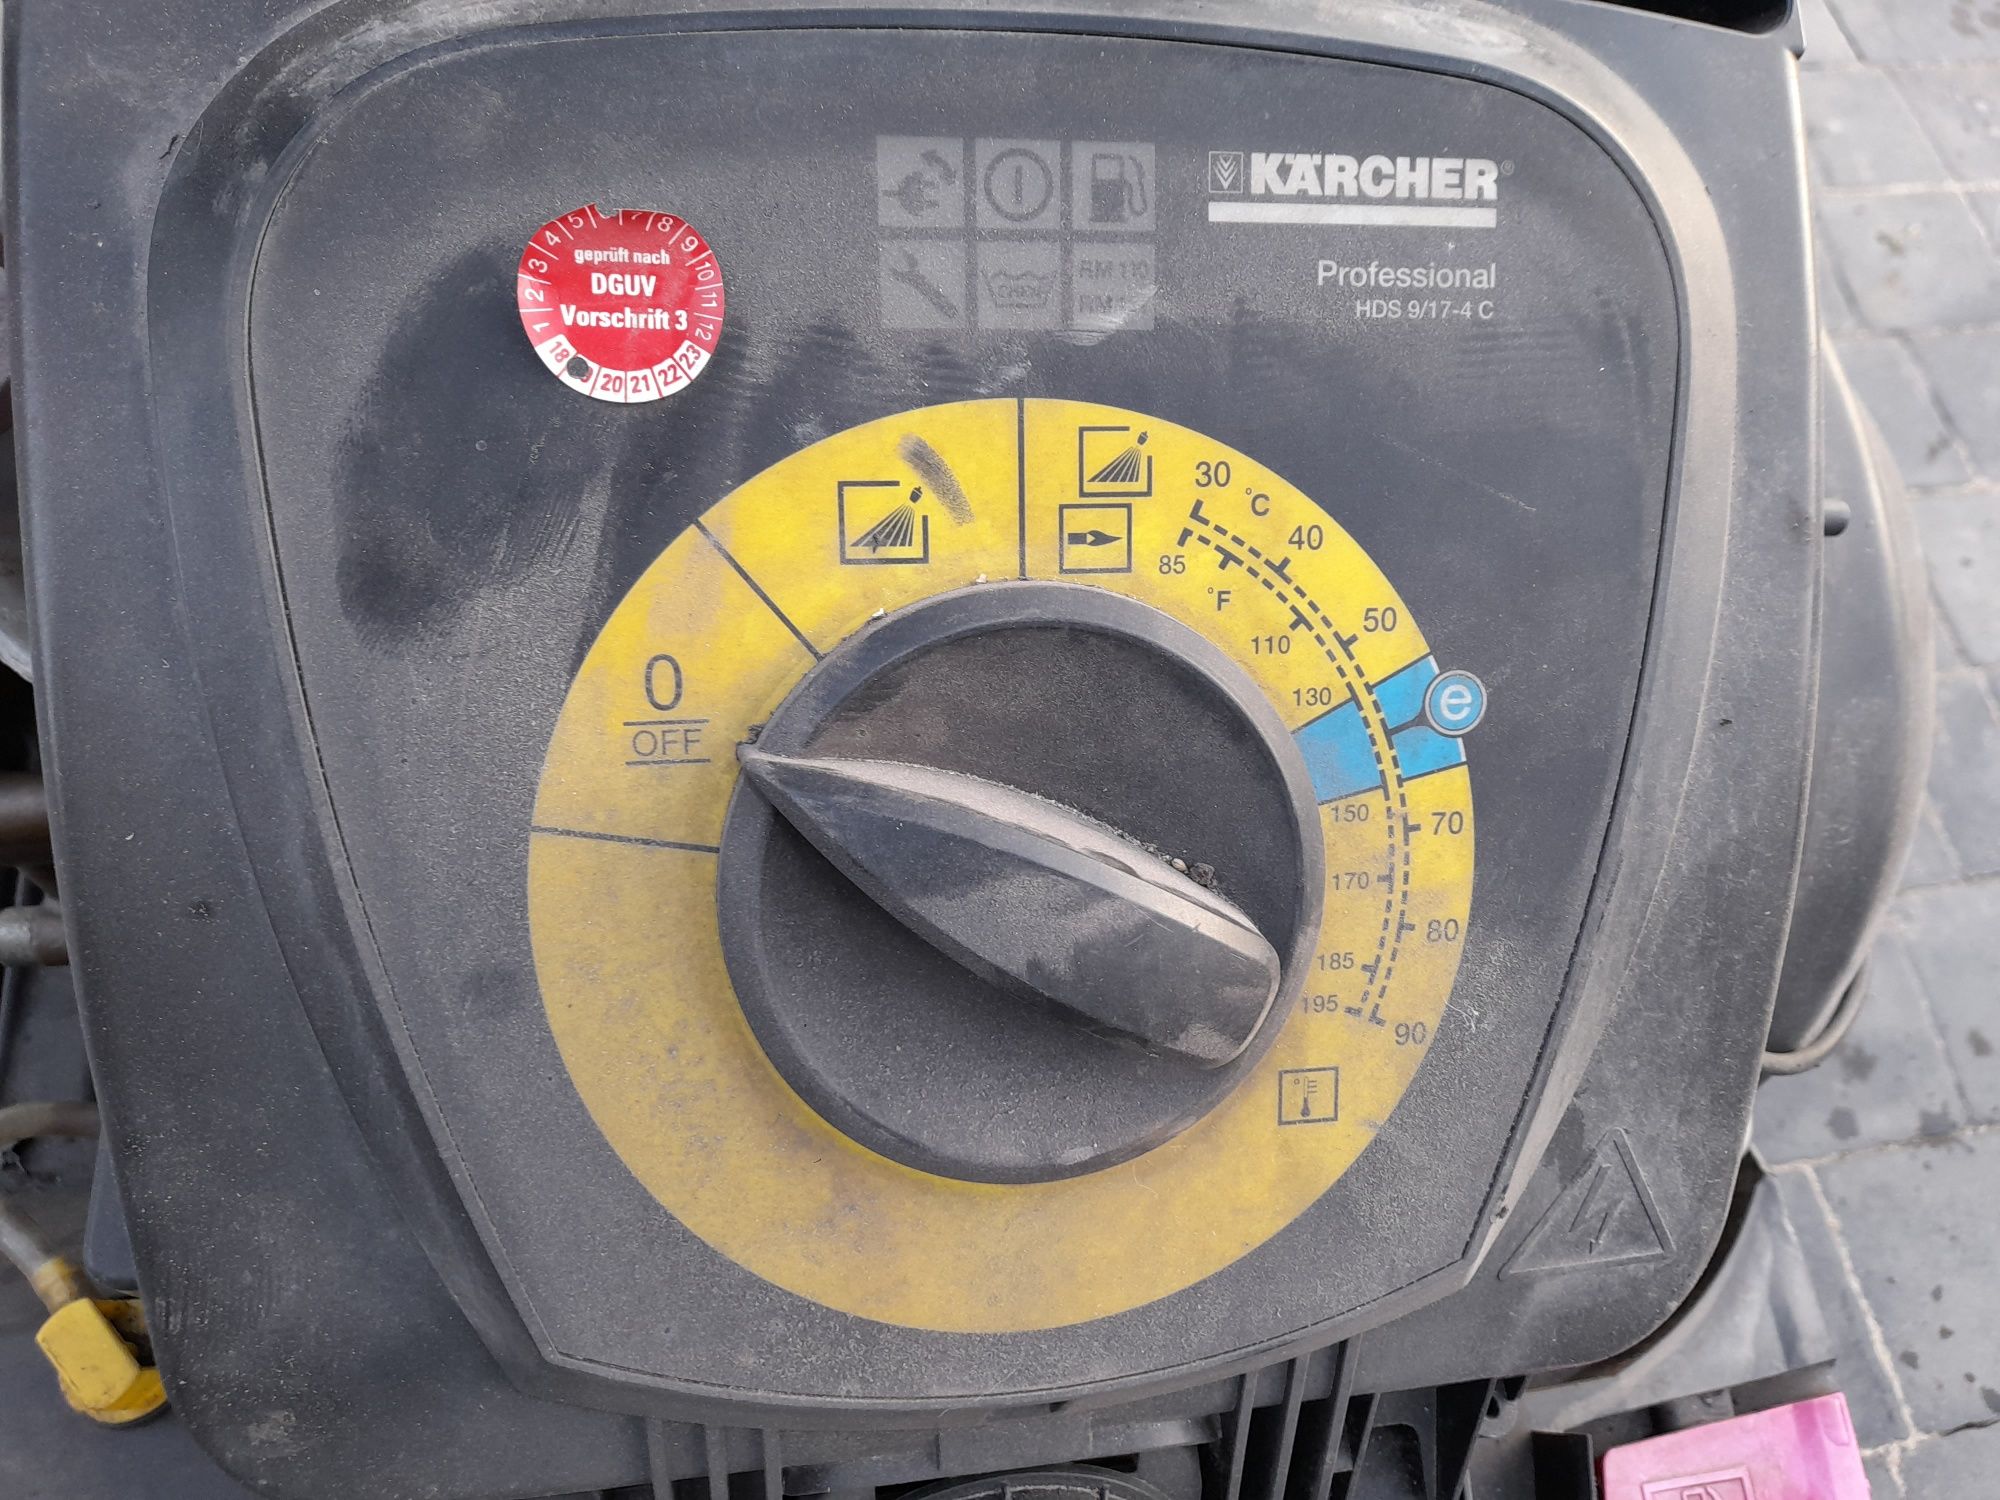 KÄRCHER®
Professional
HDS 9/17-4 C
RM
RM
1 2 3 4 5 7 8 9 10 11 12
geprüft nach
DGUV
Vorschrift 3
18 20 21 22 23
0
OFF
30
°C
40
50
e
70
80
90
85
°F
110
130
150
170
185
195
°F